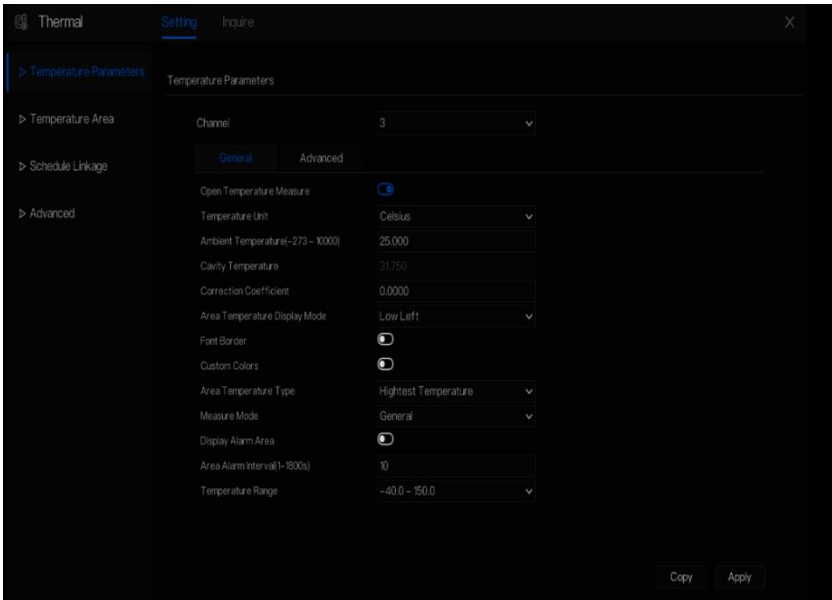 Thermal Setting Inquire X
Temperature Parameters
Temperature Area
Schedule Linkage
Advanced
Temperature Parameters
Channel 3
General Advanced
Open Temperature Measure
Temperature Unit Celsius
Ambient Temperature(-273 ~ 10000) 25.000
Cavity Temperature 31.750
Correction Coefficient 0.0000
Area Temperature Display Mode Low Left
Font Border
Custom Colors
Area Temperature Type Hightest Temperature
Measure Mode General
Display Alarm Area
Area Alarm Interval(1~1800s) 10
Temperature Range -40.0 ~ 150.0
Copy Apply